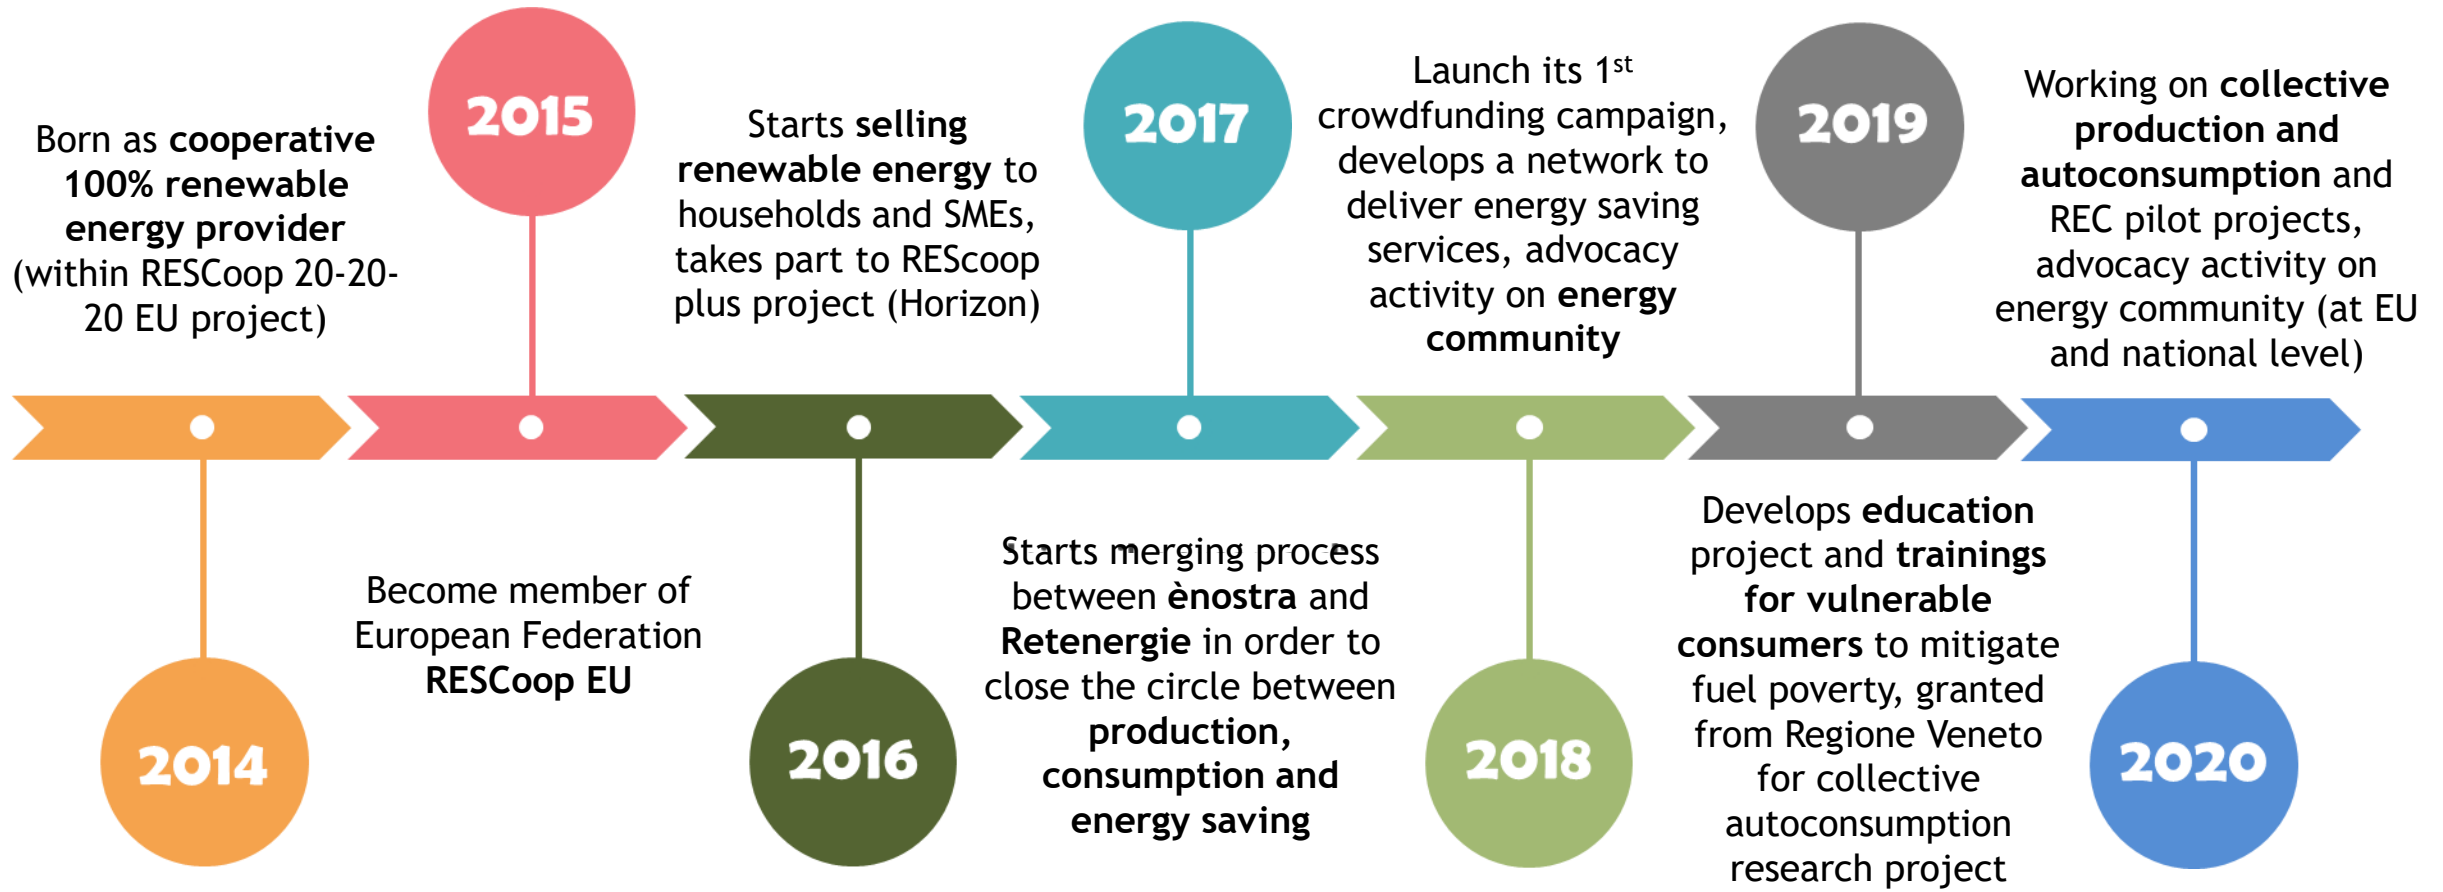 2014
Born as cooperative
100% renewable
energy provider
(within RESCoop 20-20-
20 EU project)
2015
Become member of
European Federation
RESCoop EU
2016
Starts selling
renewable energy to
households and SMEs,
takes part to REScoop
plus project (Horizon)
2017
Starts merging process
between ènostra and
Retenergie in order to
close the circle between
production,
consumption and
energy saving
2018
Launch its 1st
crowdfunding campaign,
develops a network to
deliver energy saving
services, advocacy
activity on energy
community
2019
Develops education
project and trainings
for vulnerable
consumers to mitigate
fuel poverty, granted
from Regione Veneto
for collective
autoconsumption
research project
2020
Working on collective
production and
autoconsumption and
REC pilot projects,
advocacy activity on
energy community (at EU
and national level)